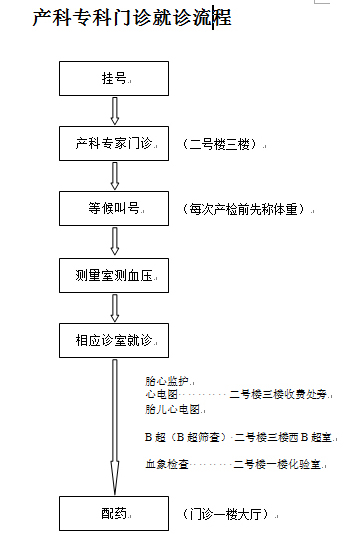 产科专科门诊就诊流程
挂号
产科专家门诊 （二号楼三楼）
等候叫号 （每次产检前先称体重）
测量室测血压
相应诊室就诊
胎心监护
心电图··········二号楼三楼收费处旁
胎儿心电图
B超（B超筛查）·二号楼三楼西B超室
血象检查········二号楼一楼化验室
配药 （门诊一楼大厅）